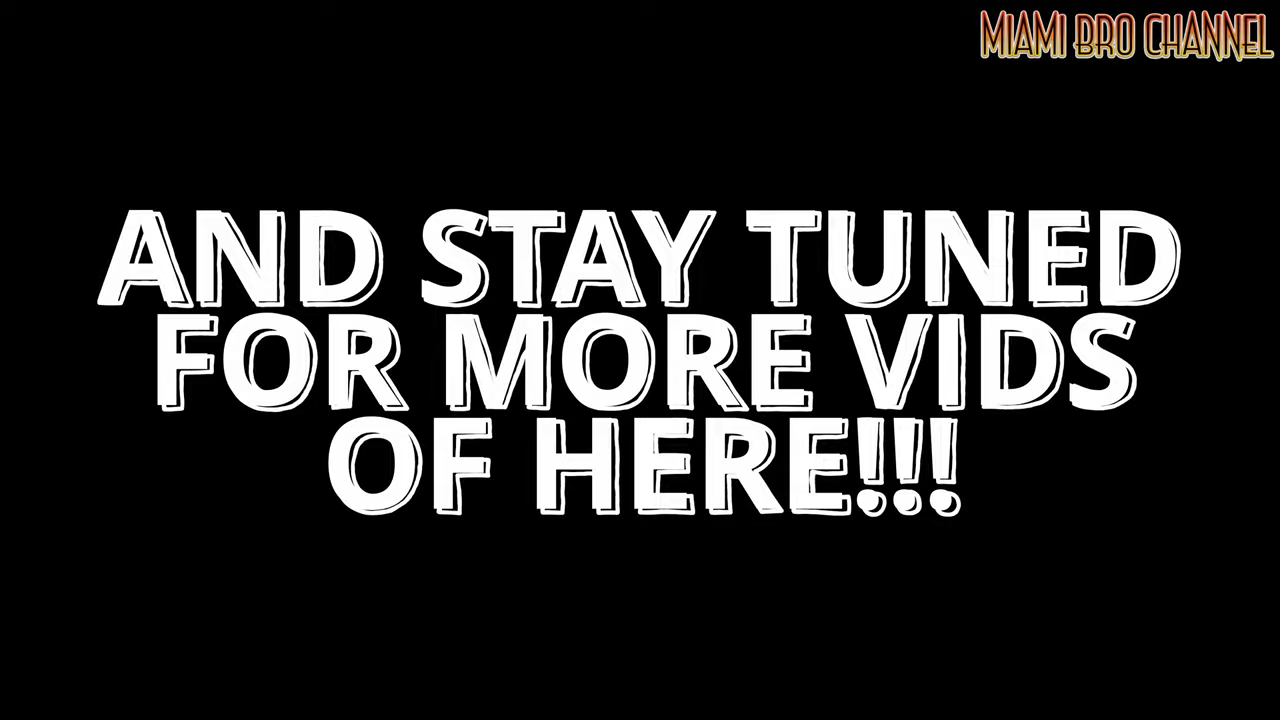 MIAMI BRO CHANNEL
AND STAY TUNED
FOR MORE VIDS
OF HERE!!!